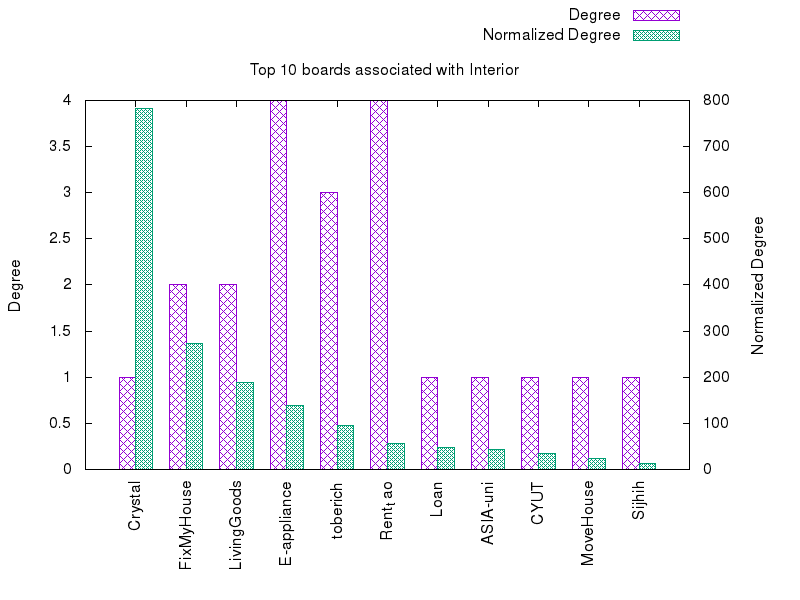 Degree
Normalized Degree
Top 10 boards associated with Interior
4
3.5
3
2.5
2
1.5
1
0.5
0
800
700
600
500
400
300
200
100
0
Degree
Normalized Degree
Crystal
FixMyHouse
LivingGoods
E-appliance
toberich
Rentₜao
Loan
ASIA-uni
CYUT
MoveHouse
Sijhih